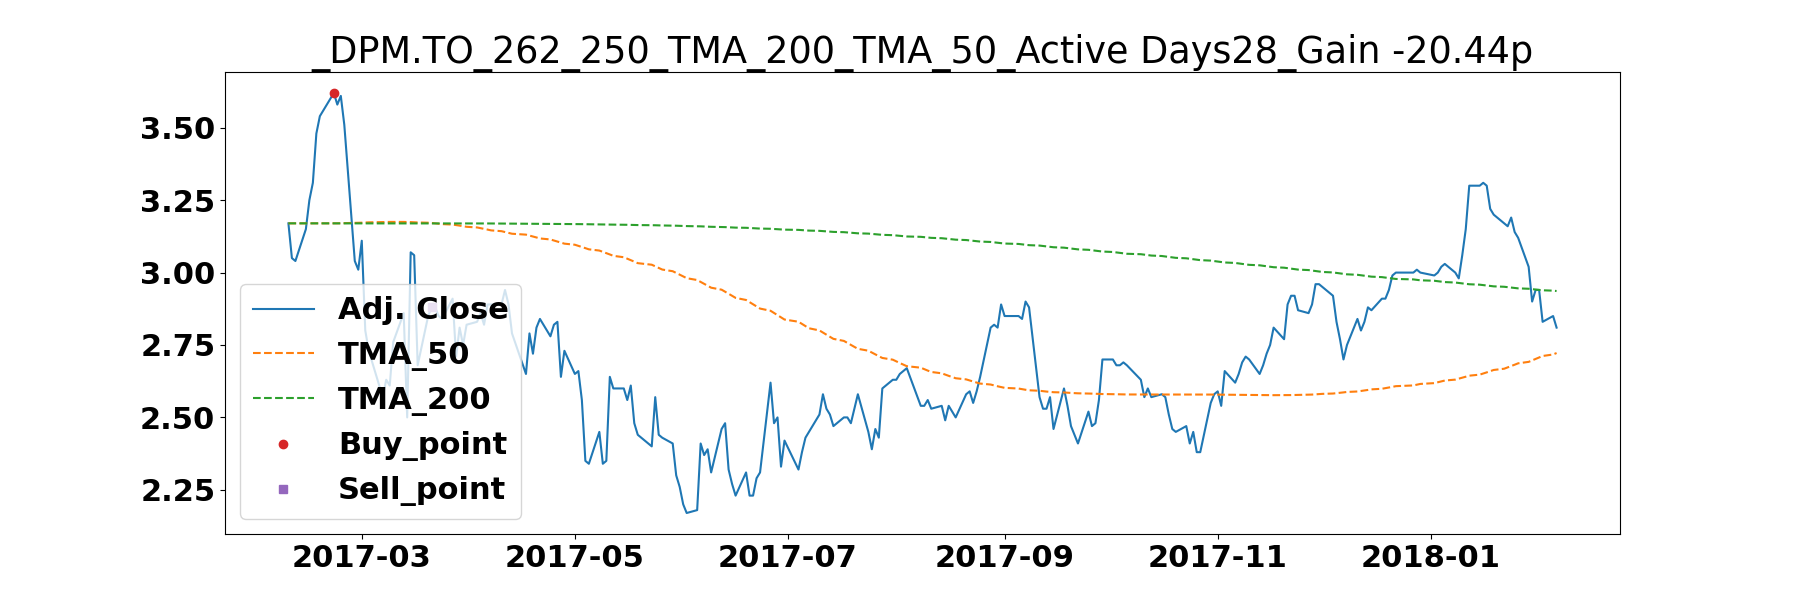 _DPM.TO_262_250_TMA_200_TMA_50_Active Days28_Gain -20.44p
3.50
3.25
3.00
2.75
2.50
2.25
Adj. Close
TMA_50
TMA_200
Buy_point
Sell_point
2017-03 2017-05 2017-07 2017-09 2017-11 2018-01